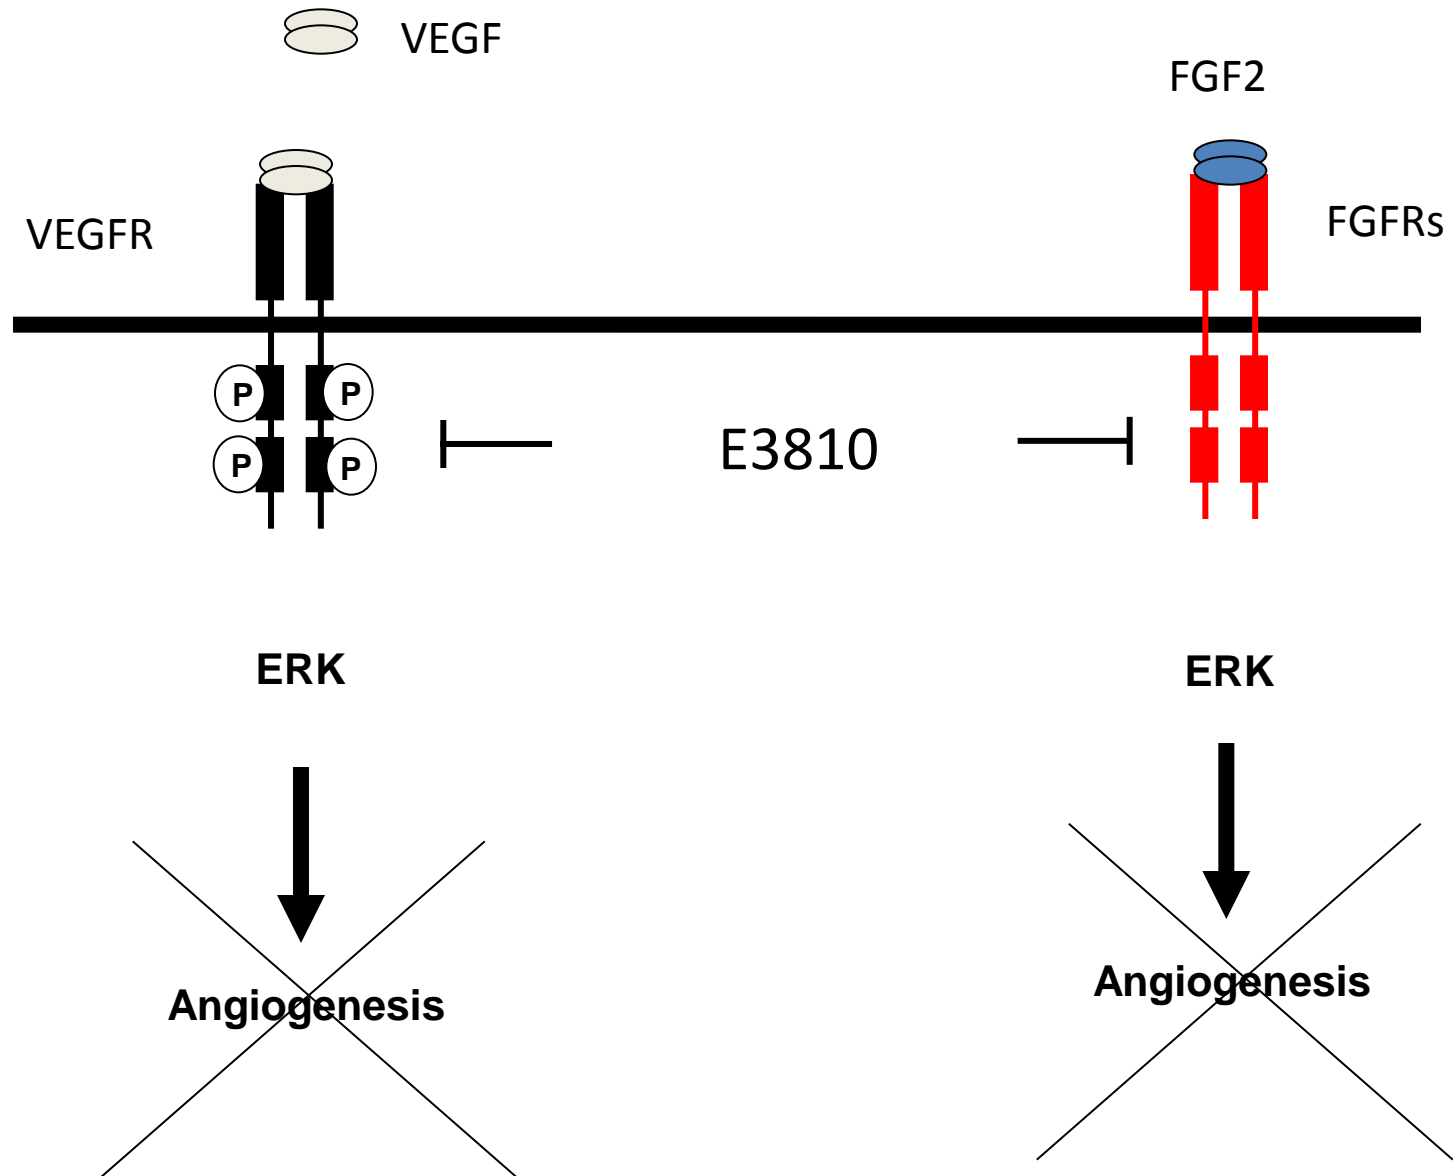 VEGF
FGF2
VEGFR
FGFRs
P
P
P
P
E3810
ERK
ERK
Angiogenesis
Angiogenesis